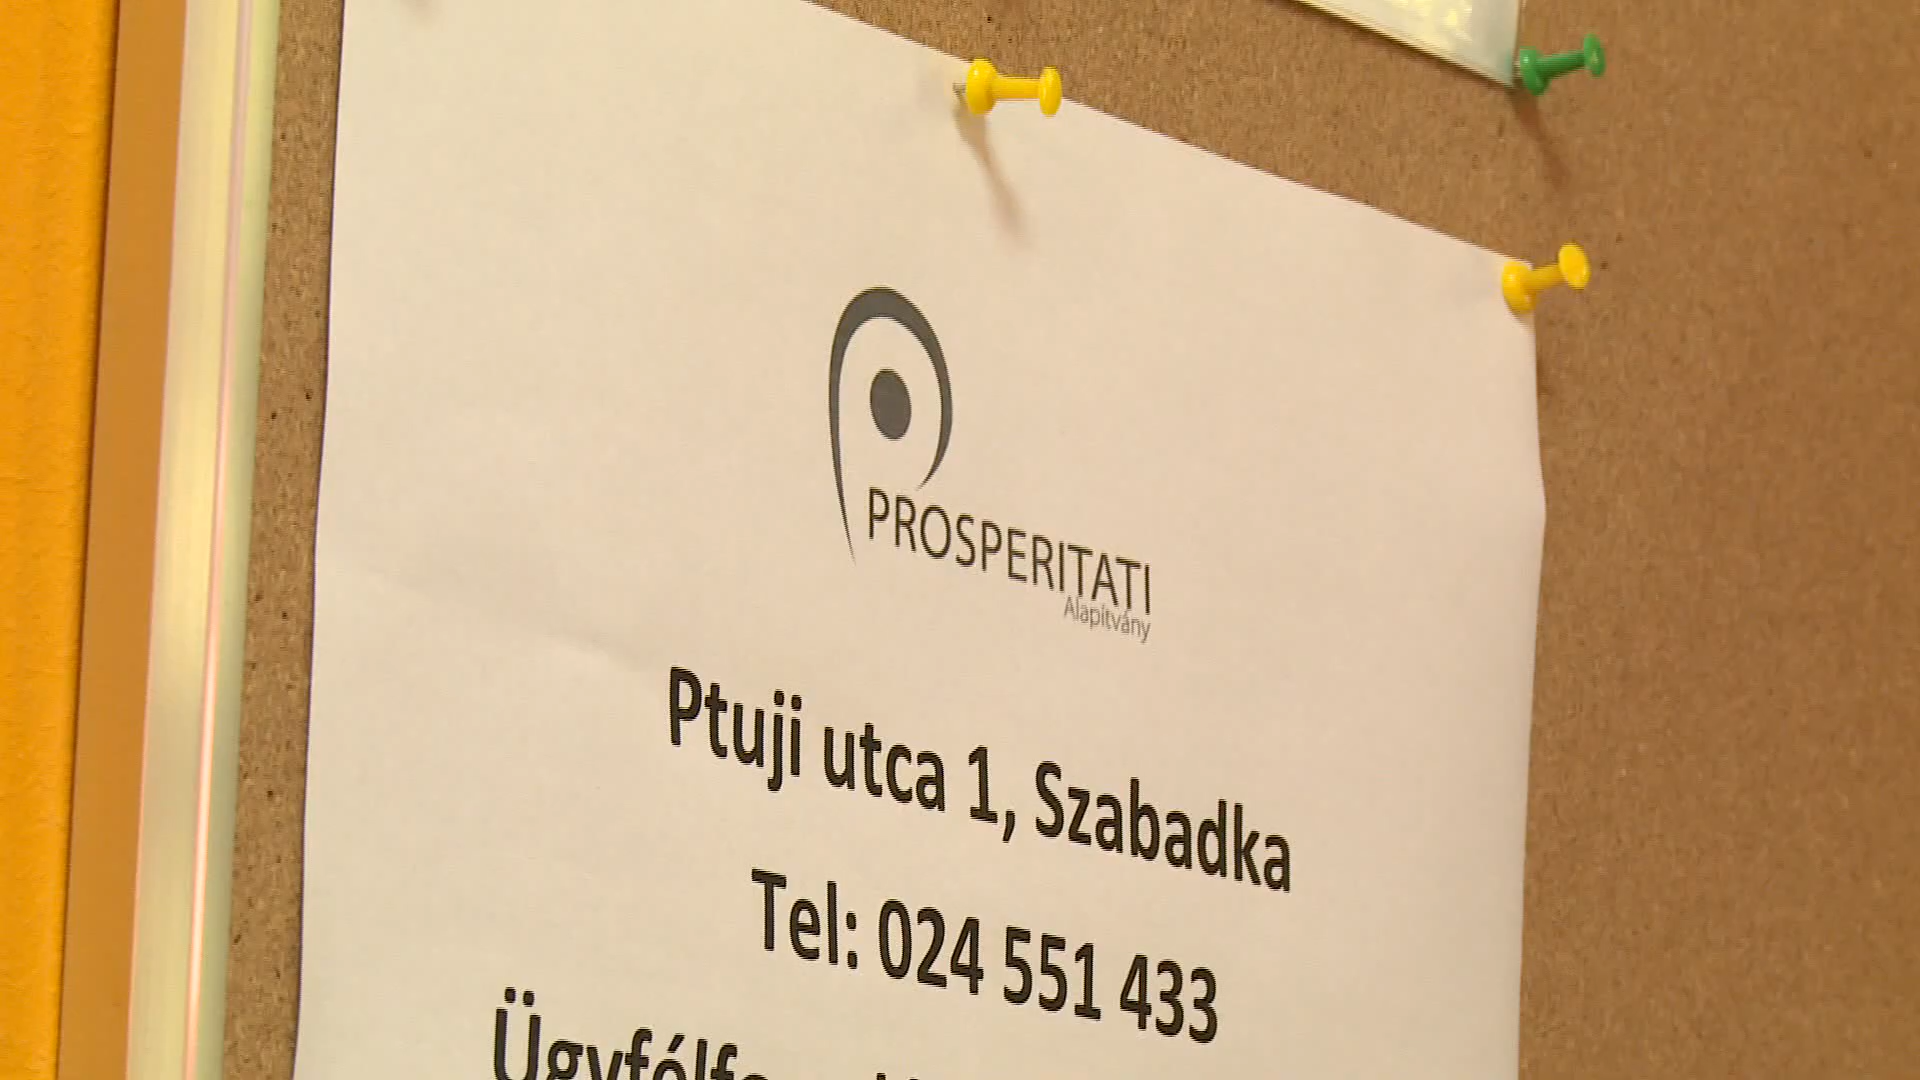 PROSPERITATI
Alapítvány
Ptuji utca 1, Szabadka
Tel: 024 551 433